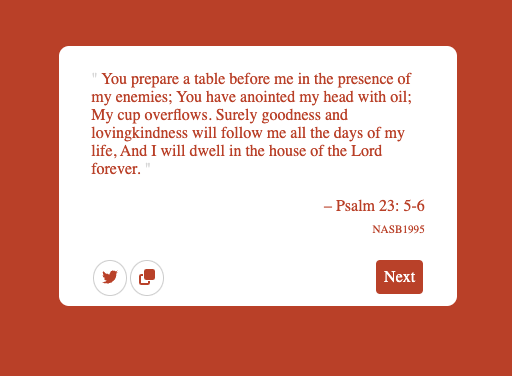 " You prepare a table before me in the presence of
my enemies; You have anointed my head with oil;
My cup overflows. Surely goodness and
lovingkindness will follow me all the days of my
life, And I will dwell in the house of the Lord
forever. "
– Psalm 23: 5-6
NASB1995
Next